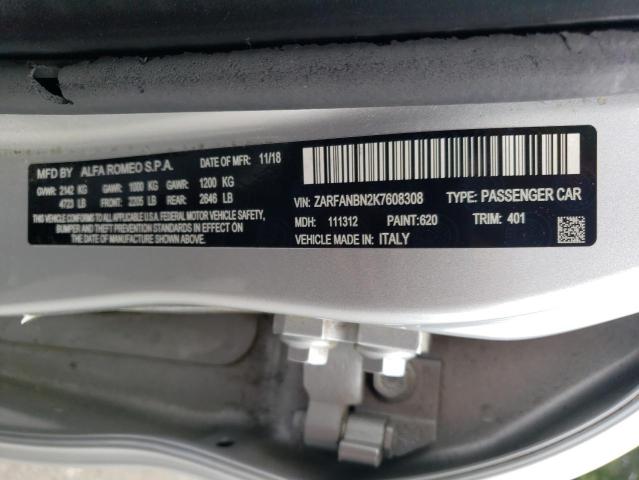 MFD BY ALFA ROMEO S.P.A. DATE OF MFR: 11/18
GVWR: 2142 KG GAWR: 1000 KG GAWR: 1200 KG
4723 LB FRONT: 2205 LB REAR: 2646 LB
THIS VEHICLE CONFORMS TO ALL APPLICABLE U.S.A. FEDERAL MOTOR VEHICLE SAFETY,
BUMPER AND THEFT PREVENTION STANDARDS IN EFFECT ON
THE DATE OF MANUFACTURE SHOWN ABOVE.
VIN: ZARFANBN2K7608308 TYPE: PASSENGER CAR
MDH: 111312 PAINT:620 TRIM: 401
VEHICLE MADE IN: ITALY